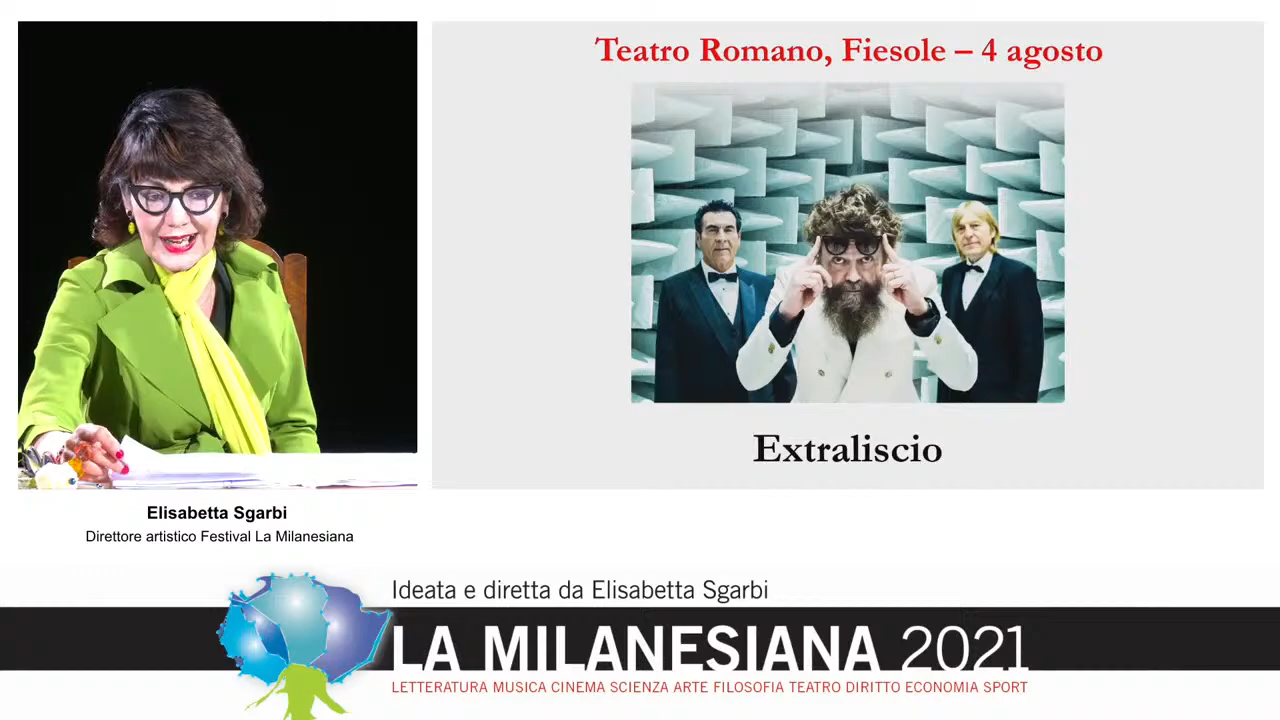 Teatro Romano, Fiesole – 4 agosto
Extraliscio
Elisabetta Sgarbi
Direttore artistico Festival La Milanesiana
Ideata e diretta da Elisabetta Sgarbi
LA MILANESIANA 2021
LETTERATURA MUSICA CINEMA SCIENZA ARTE FILOSOFIA TEATRO DIRITTO ECONOMIA SPORT